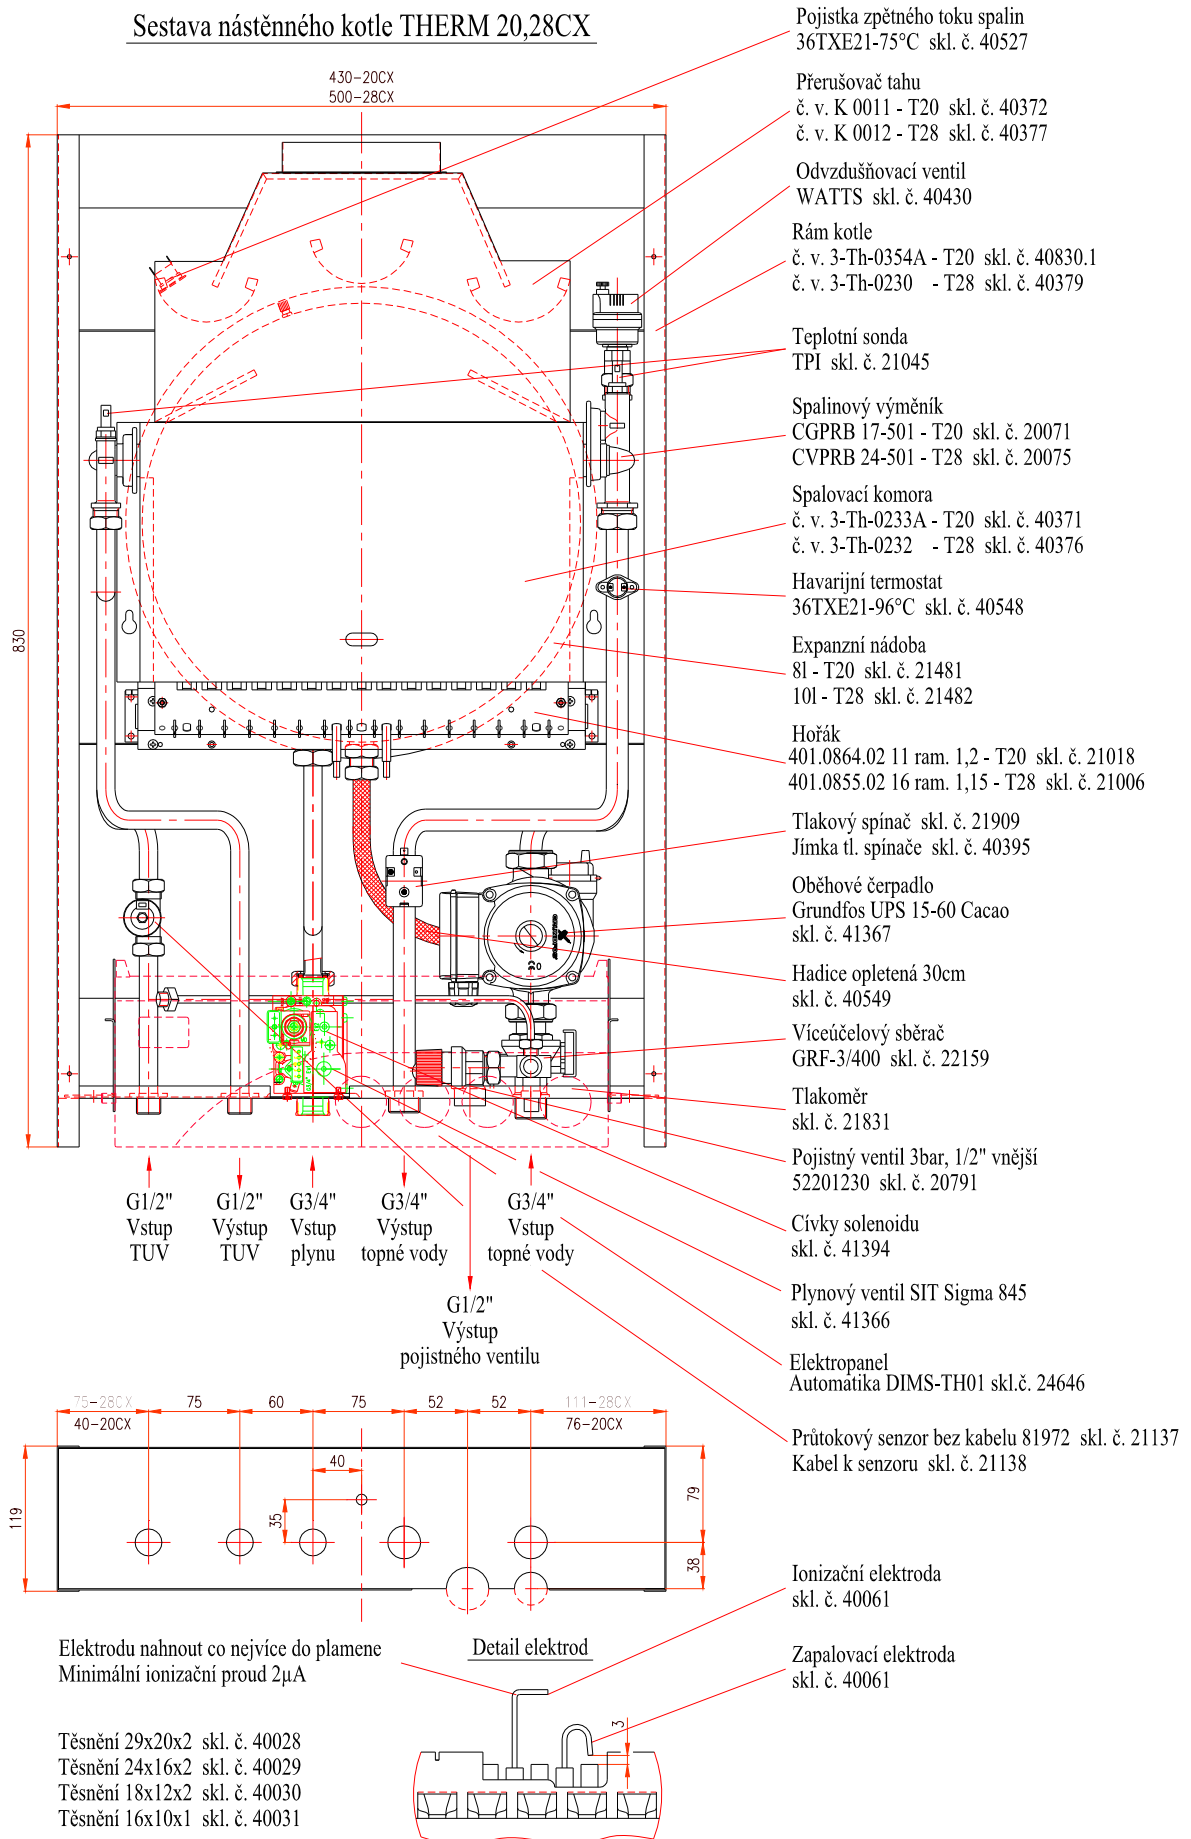 Sestava nástěnného kotle THERM 20,28CX
430-20CX
500-28CX
830
Pojistka zpětného toku spalin
36TXE21-75°C skl. č. 40527
Přerušovač tahu
č. v. K 0011 - T20 skl. č. 40372
č. v. K 0012 - T28 skl. č. 40377
Odvzdušňovací ventil
WATTS skl. č. 40430
Rám kotle
č. v. 3-Th-0354A - T20 skl. č. 40830.1
č. v. 3-Th-0230 - T28 skl. č. 40379
Teplotní sonda
TPI skl. č. 21045
Spalinový výměník
CGPRB 17-501 - T20 skl. č. 20071
CVPRB 24-501 - T28 skl. č. 20075
Spalovací komora
č. v. 3-Th-0233A - T20 skl. č. 40371
č. v. 3-Th-0232 - T28 skl. č. 40376
Havarijní termostat
36TXE21-96°C skl. č. 40548
Expanzní nádoba
8l - T20 skl. č. 21481
10l - T28 skl. č. 21482
Hořák
401.0864.02 11 ram. 1,2 - T20 skl. č. 21018
401.0855.02 16 ram. 1,15 - T28 skl. č. 21006
Tlakový spínač skl. č. 21909
Jímka tl. spínače skl. č. 40395
Oběhové čerpadlo
Grundfos UPS 15-60 Cacao
skl. č. 41367
Hadice opletená 30cm
skl. č. 40549
Víceúčelový sběrač
GRF-3/400 skl. č. 22159
Tlakoměr
skl. č. 21831
Pojistný ventil 3bar, 1/2" vnější
52201230 skl. č. 20791
Cívky solenoidu
skl. č. 41394
Plynový ventil SIT Sigma 845
skl. č. 41366
Elektropanel
Automatika DIMS-TH01 skl.č. 24646
Průtokový senzor bez kabelu 81972 skl. č. 21137
Kabel k senzoru skl. č. 21138
G1/2"
Vstup
TUV
G1/2"
Výstup
TUV
G3/4"
Vstup
plynu
G3/4"
Výstup
topné vody
G3/4"
Vstup
topné vody
G1/2"
Výstup
pojistného ventilu
75-28CX
75
60
75
52
52
111-28CX
40-20CX
76-20CX
119
40
35
79
38
Ionizační elektroda
skl. č. 40061
Zapalovací elektroda
skl. č. 40061
Elektrodu nahnout co nejvíce do plamene
Minimální ionizační proud 2µA
Detail elektrod
3
Těsnění 29x20x2 skl. č. 40028
Těsnění 24x16x2 skl. č. 40029
Těsnění 18x12x2 skl. č. 40030
Těsnění 16x10x1 skl. č. 40031